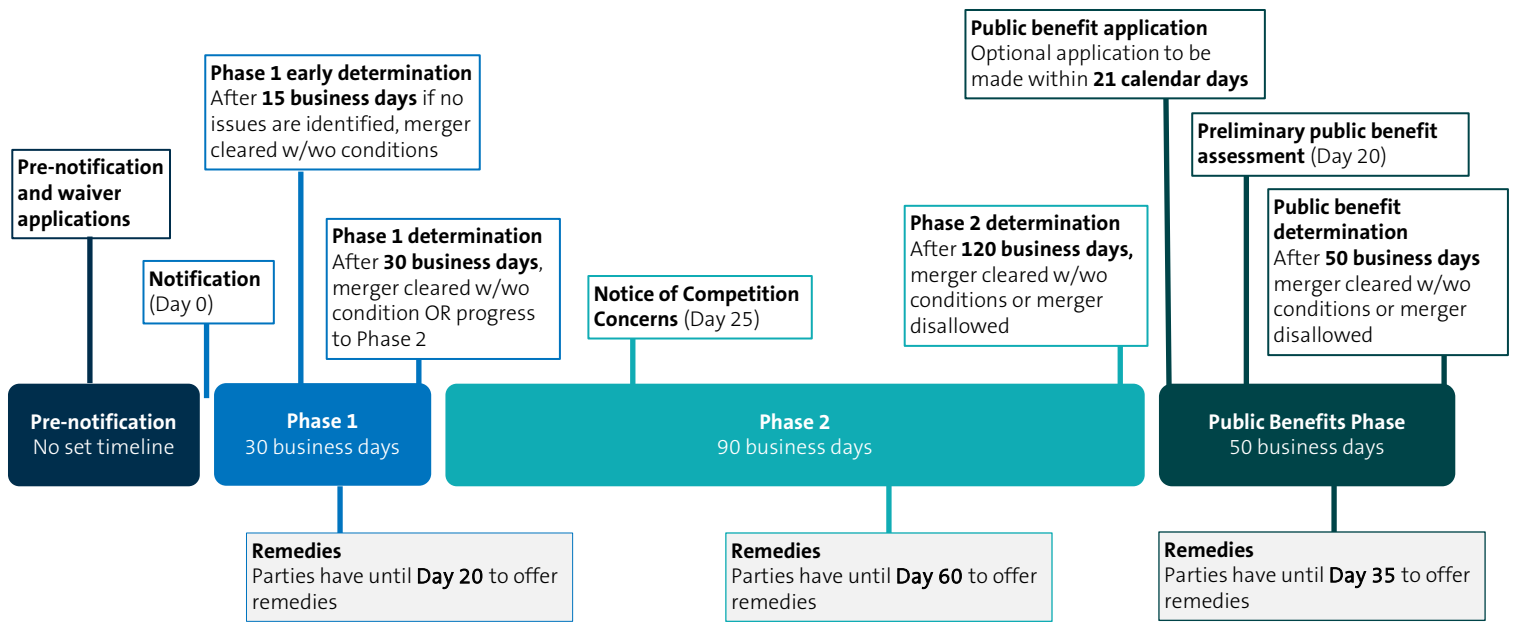 Pre-notification
and waiver
applications
Notification
(Day 0)
Phase 1 early determination
After 15 business days if no
issues are identified, merger
cleared w/wo conditions
Phase 1 determination
After 30 business days,
merger cleared w/wo
condition OR progress
to Phase 2
Notice of Competition
Concerns (Day 25)
Phase 2 determination
After 120 business days,
merger cleared w/wo
conditions or merger
disallowed
Public benefit application
Optional application to be
made within 21 calendar days
Preliminary public benefit
assessment (Day 20)
Public benefit
determination
After 50 business days
merger cleared w/wo
conditions or merger
disallowed
Pre-notification
No set timeline
Phase 1
30 business days
Phase 2
90 business days
Public Benefits Phase
50 business days
Remedies
Parties have until Day 20 to offer
remedies
Remedies
Parties have until Day 60 to offer
remedies
Remedies
Parties have until Day 35 to offer
remedies